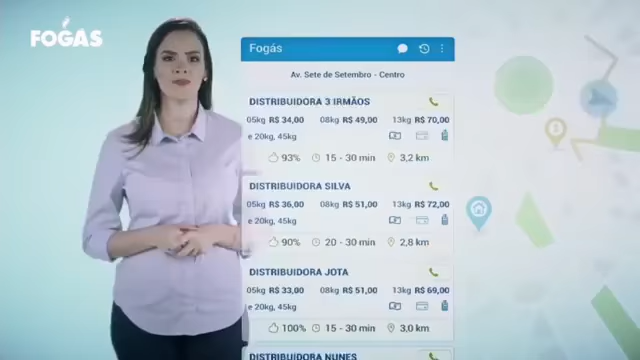 FOGÁS
Fogás
Av. Sete de Setembro - Centro
DISTRIBUIDORA 3 IRMÃOS
05kg R$ 34,00 08kg R$ 49,00 13kg R$ 70,00
e 20kg, 45kg
93% 15 - 30 min 3,2 km
DISTRIBUIDORA SILVA
05kg R$ 36,00 08kg R$ 51,00 13kg R$ 72,00
e 20kg, 45kg
90% 20 - 30 min 2,8 km
DISTRIBUIDORA JOTA
05kg R$ 33,00 08kg R$ 51,00 13kg R$ 69,00
e 20kg, 45kg
100% 15 - 30 min 3,0 km
DISTRIBUIDORA NUNES